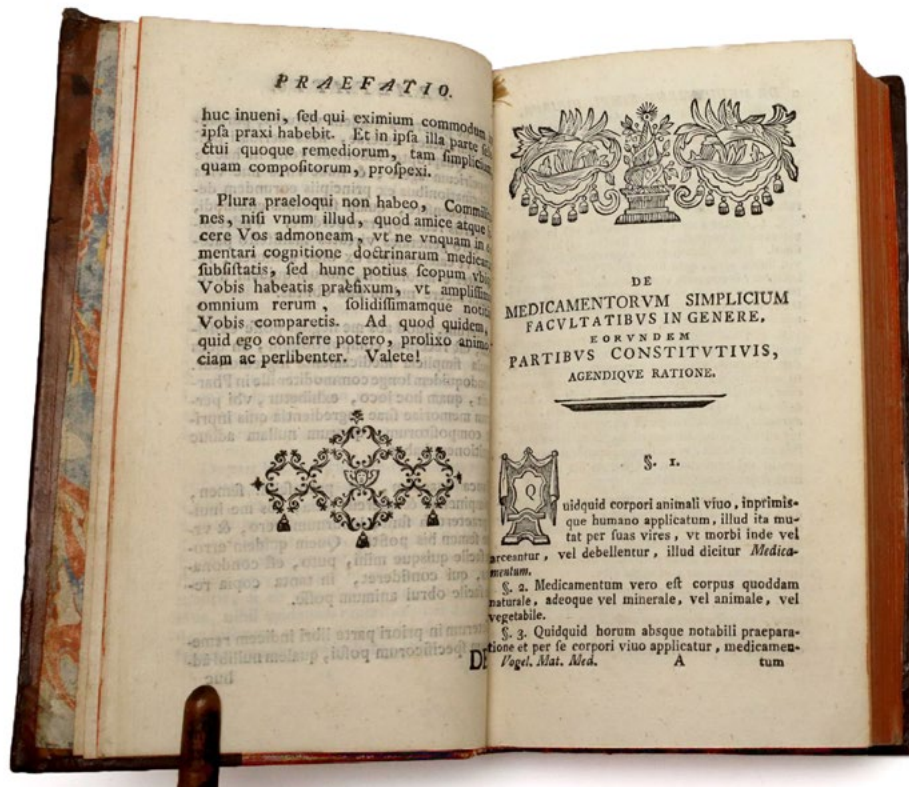 PRAEFATIO.
huc inueni, ſed qui eximium commodum
ipſa praxi habebit. Et in ipſa illa parte
ctui quoque remediorum, tam ſimplicium
quam compoſitorum, proſpexi.
Plura praeloqui non habeo,
nes, niſi vnum illud, quod amice atque
cere Vos admoneam, vt ne vnquam in
mentari cognitione doctrinarum
ſubſiſtatis, ſed hunc potius ſcopum
Vobis habeatis praefixum, vt
omnium rerum, ſolidiſſimamque
Vobis comparetis. Ad quod quidem,
quid ego conferre potero, prolixo
ciam ac perlibenter. Valete!
DE
DE
MEDICAMENTORVM SIMPLICIUM
FACVLTATIBVS IN GENERE,
EORVNDEM
PARTIBVS CONSTITVTIVIS,
AGENDIQVE RATIONE.
§. 1.
Quidquid corpori animali viuo, inprimis-
que humano applicatum, illud ita mu-
tat per ſuas vires, vt morbi inde vel
arceantur, vel debellentur, illud dicitur Medica-
mentum.
§. 2. Medicamentum vero eſt corpus quoddam
naturale, adeoque vel minerale, vel animale, vel
vegetabile.
§. 3. Quidquid horum absque notabili praepara-
tione et per ſe corpori viuo applicatur, medicamen-
Vogel. Mat. Med. A tum